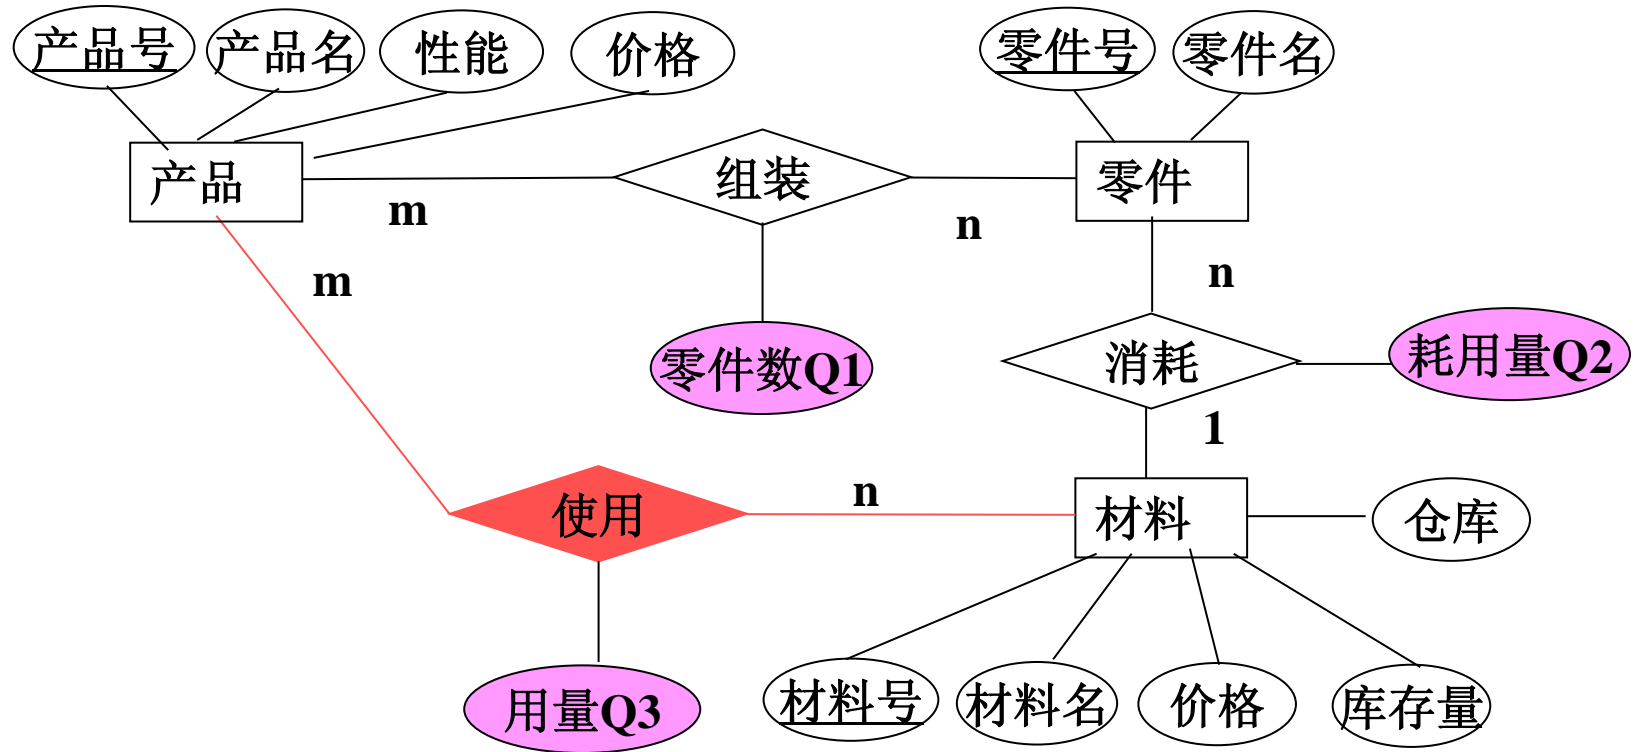 产品号
产品名
性能
价格
零件号
零件名
产品
组装
零件
m
n
m
n
零件数Q1
消耗
耗用量Q2
1
使用
n
材料
仓库
用量Q3
材料号
材料名
价格
库存量